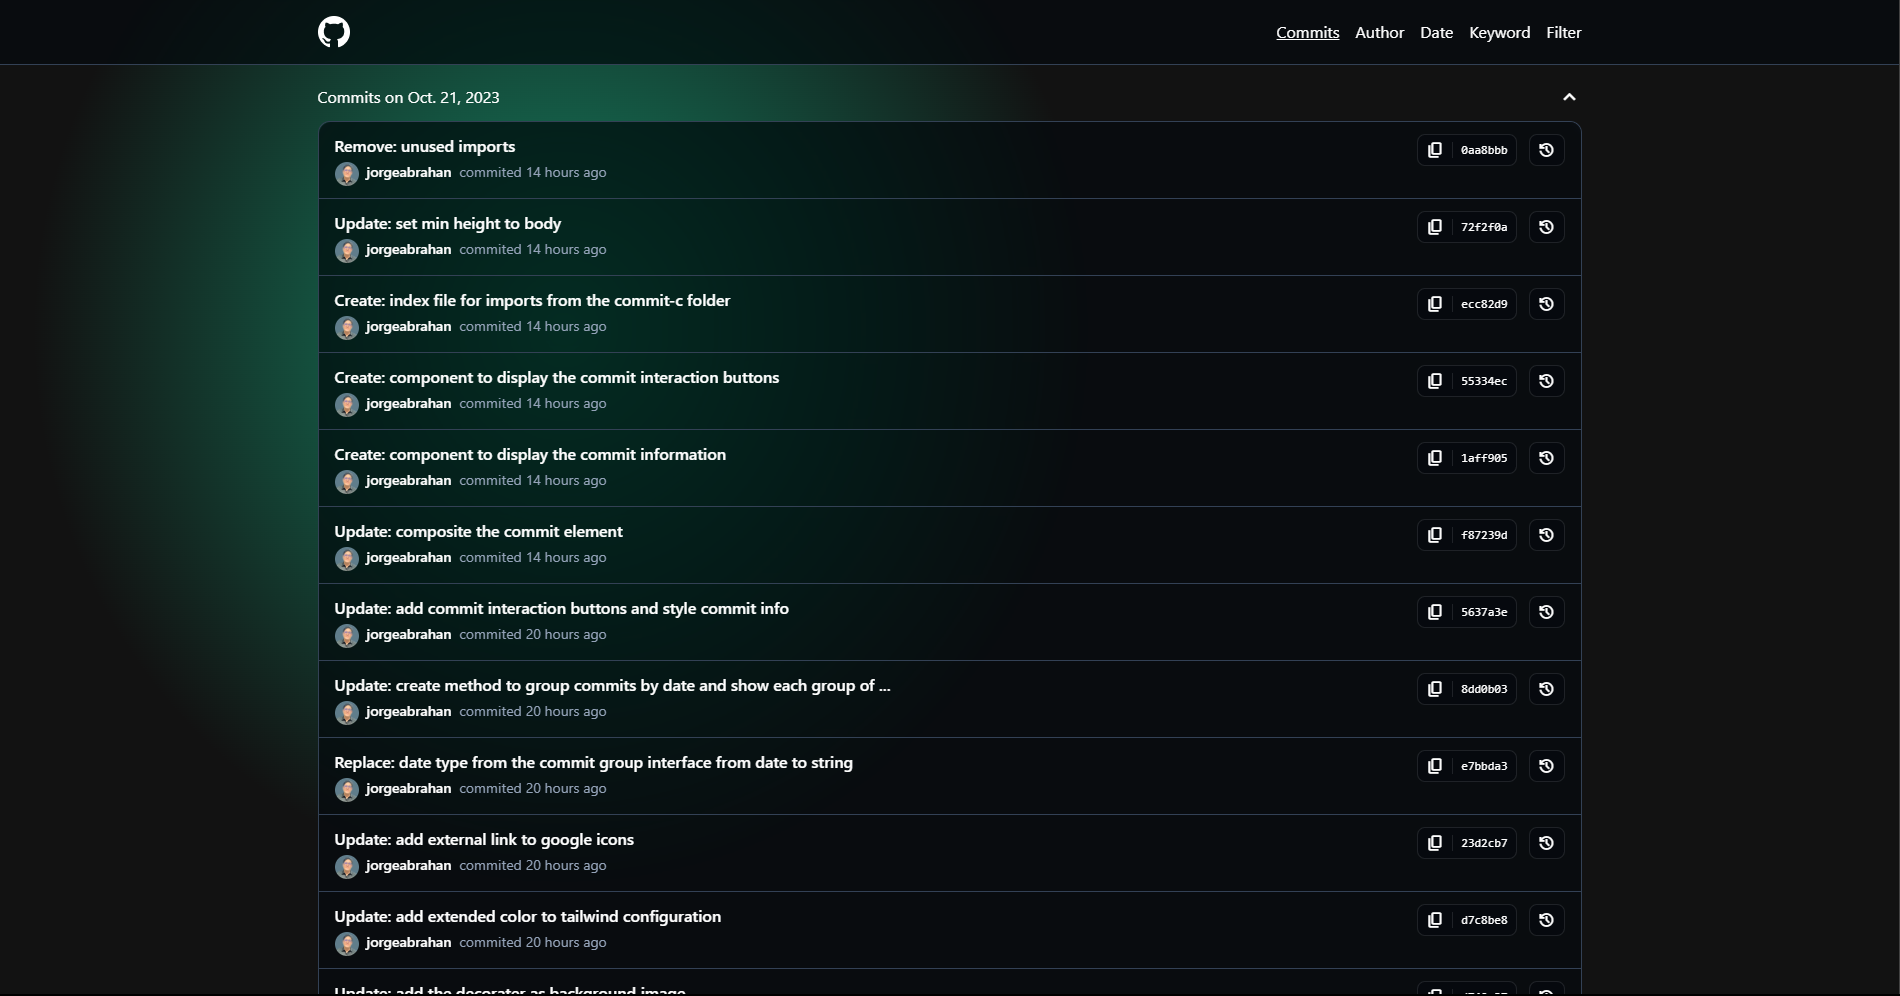 Commits Author Date Keyword Filter
Commits on Oct. 21, 2023
Remove: unused imports
0aa8bbb
jorgeabrahan commited 14 hours ago
Update: set min height to body
72f2f0a
jorgeabrahan commited 14 hours ago
Create: index file for imports from the commit-c folder
ecc82d9
jorgeabrahan commited 14 hours ago
Create: component to display the commit interaction buttons
55334ec
jorgeabrahan commited 14 hours ago
Create: component to display the commit information
1aff905
jorgeabrahan commited 14 hours ago
Update: composite the commit element
f87239d
jorgeabrahan commited 14 hours ago
Update: add commit interaction buttons and style commit info
5637a3e
jorgeabrahan commited 20 hours ago
Update: create method to group commits by date and show each group of ...
8dd0b03
jorgeabrahan commited 20 hours ago
Replace: date type from the commit group interface from date to string
e7bbda3
jorgeabrahan commited 20 hours ago
Update: add external link to google icons
23d2cb7
jorgeabrahan commited 20 hours ago
Update: add extended color to tailwind configuration
d7c8be8
jorgeabrahan commited 20 hours ago
Update: add the decorater as background image